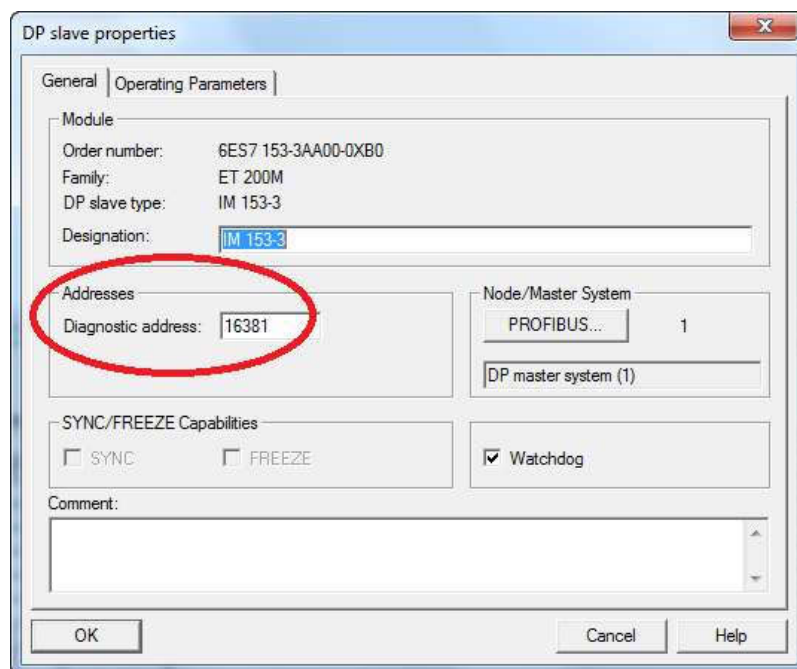 DP slave properties
General
Operating Parameters
Module
Order number: 6ES7 153-3AA00-0XB0
Family: ET 200M
DP slave type: IM 153-3
Designation: IM 153-3
Addresses
Diagnostic address: 16381
Node/Master System
PROFIBUS... 1
DP master system (1)
SYNC/FREEZE Capabilities
SYNC FREEZE
Watchdog
Comment:
OK Cancel Help